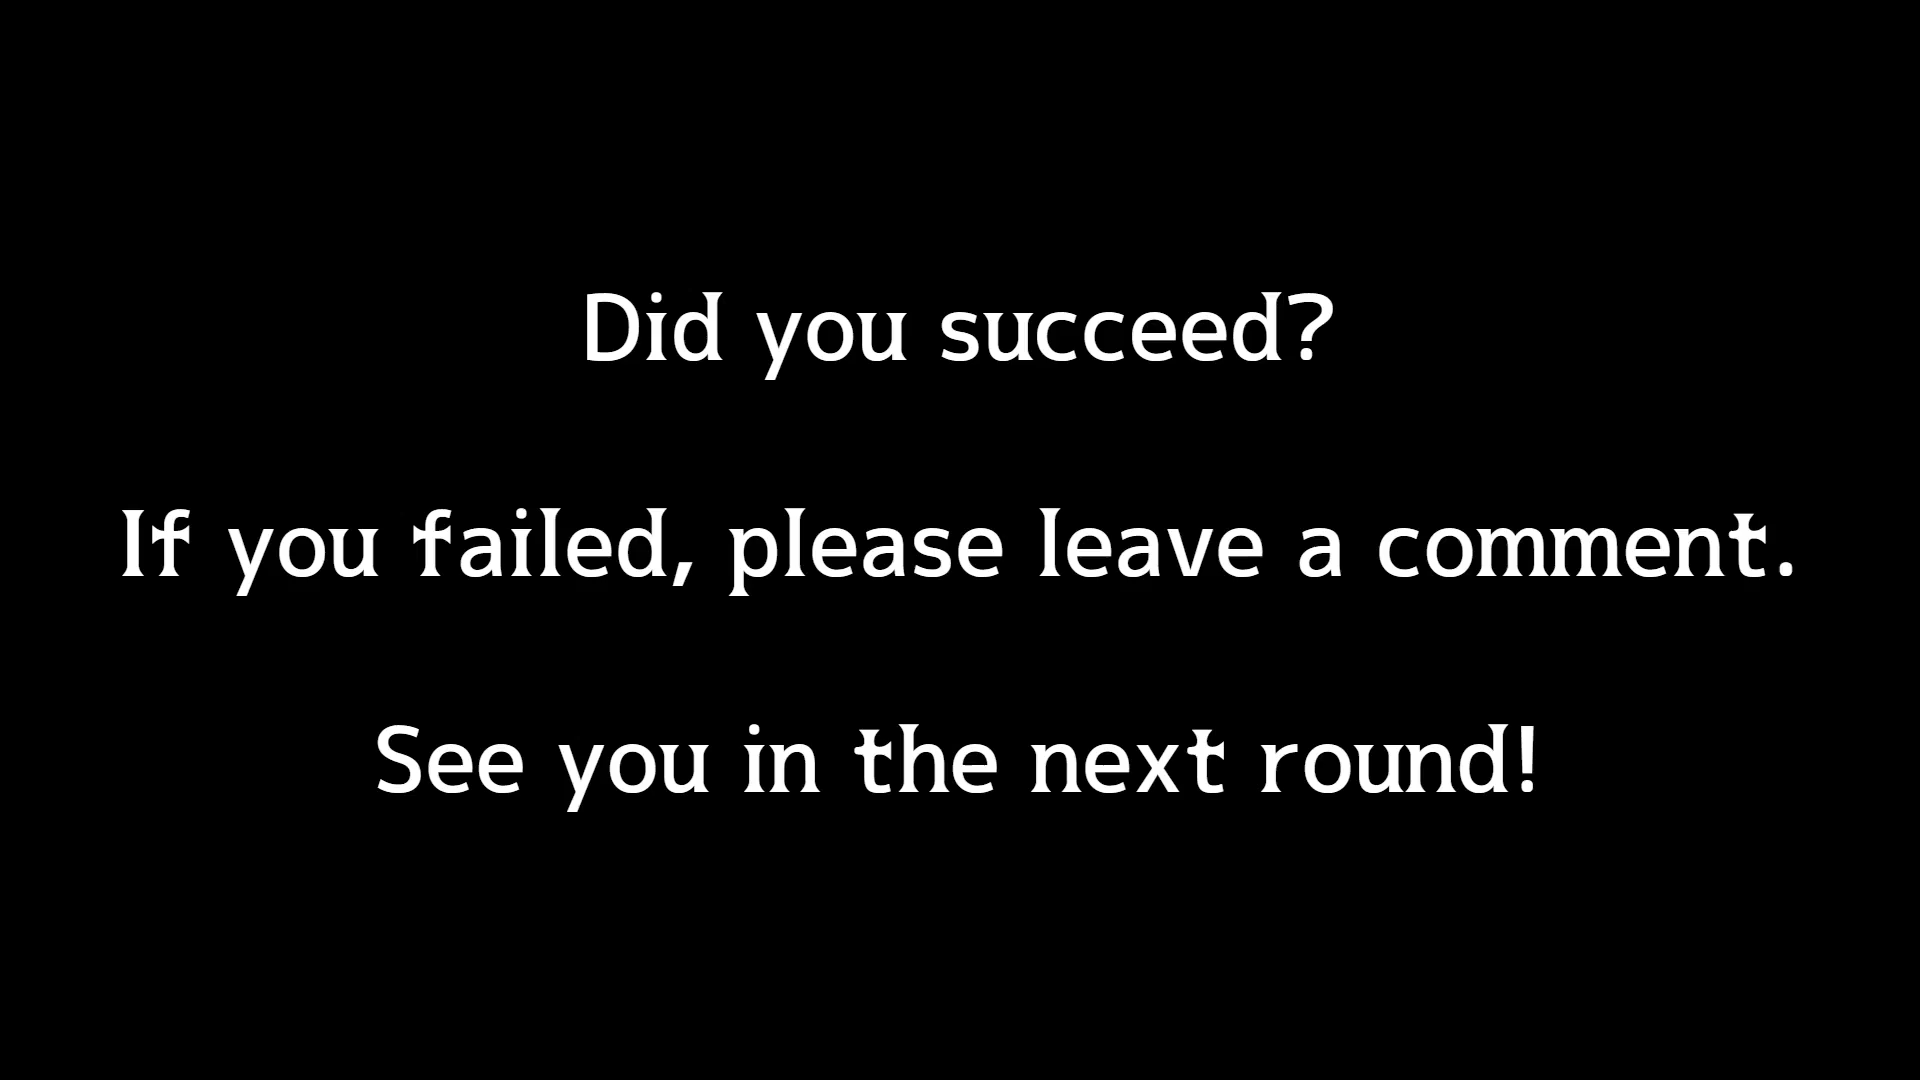 Did you succeed?
If you failed, please leave a comment.
See you in the next round!